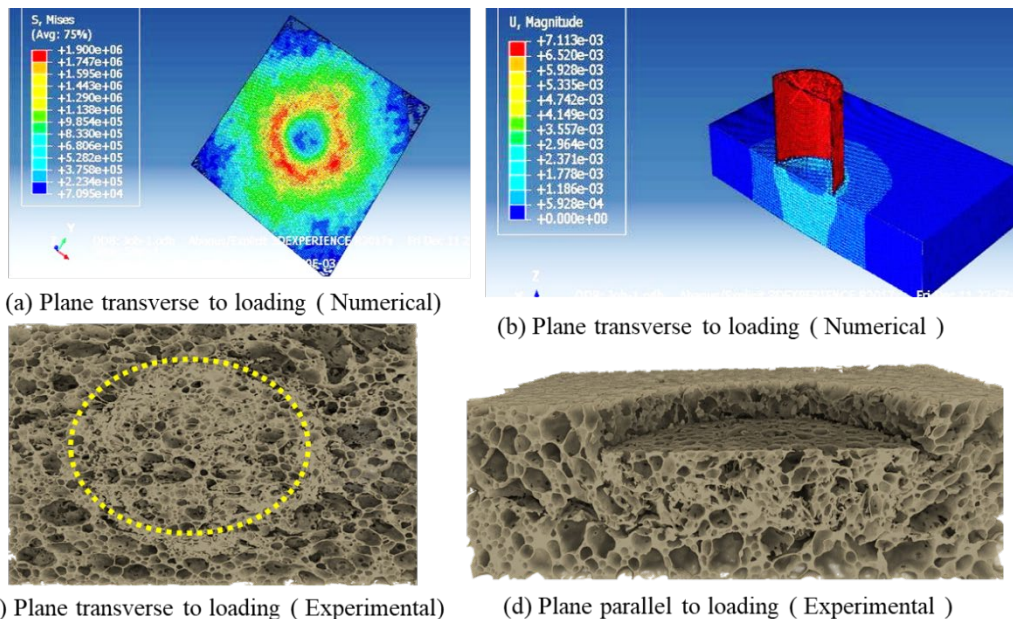 S, Mises
(Avg: 75%)
+1.900e+06
+1.747e+06
+1.595e+06
+1.443e+06
+1.290e+06
+1.138e+06
+9.854e+05
+8.330e+05
+6.806e+05
+5.282e+05
+3.758e+05
+2.234e+05
+7.095e+04
Y
U, Magnitude
+7.113e-03
+6.520e-03
+5.928e-03
+5.335e-03
+4.742e-03
+4.149e-03
+3.557e-03
+2.964e-03
+2.371e-03
+1.778e-03
+1.186e-03
+5.928e-04
+0.000e+00
Z
(a) Plane transverse to loading ( Numerical)
(b) Plane transverse to loading ( Numerical )
) Plane transverse to loading ( Experimental)
(d) Plane parallel to loading ( Experimental )